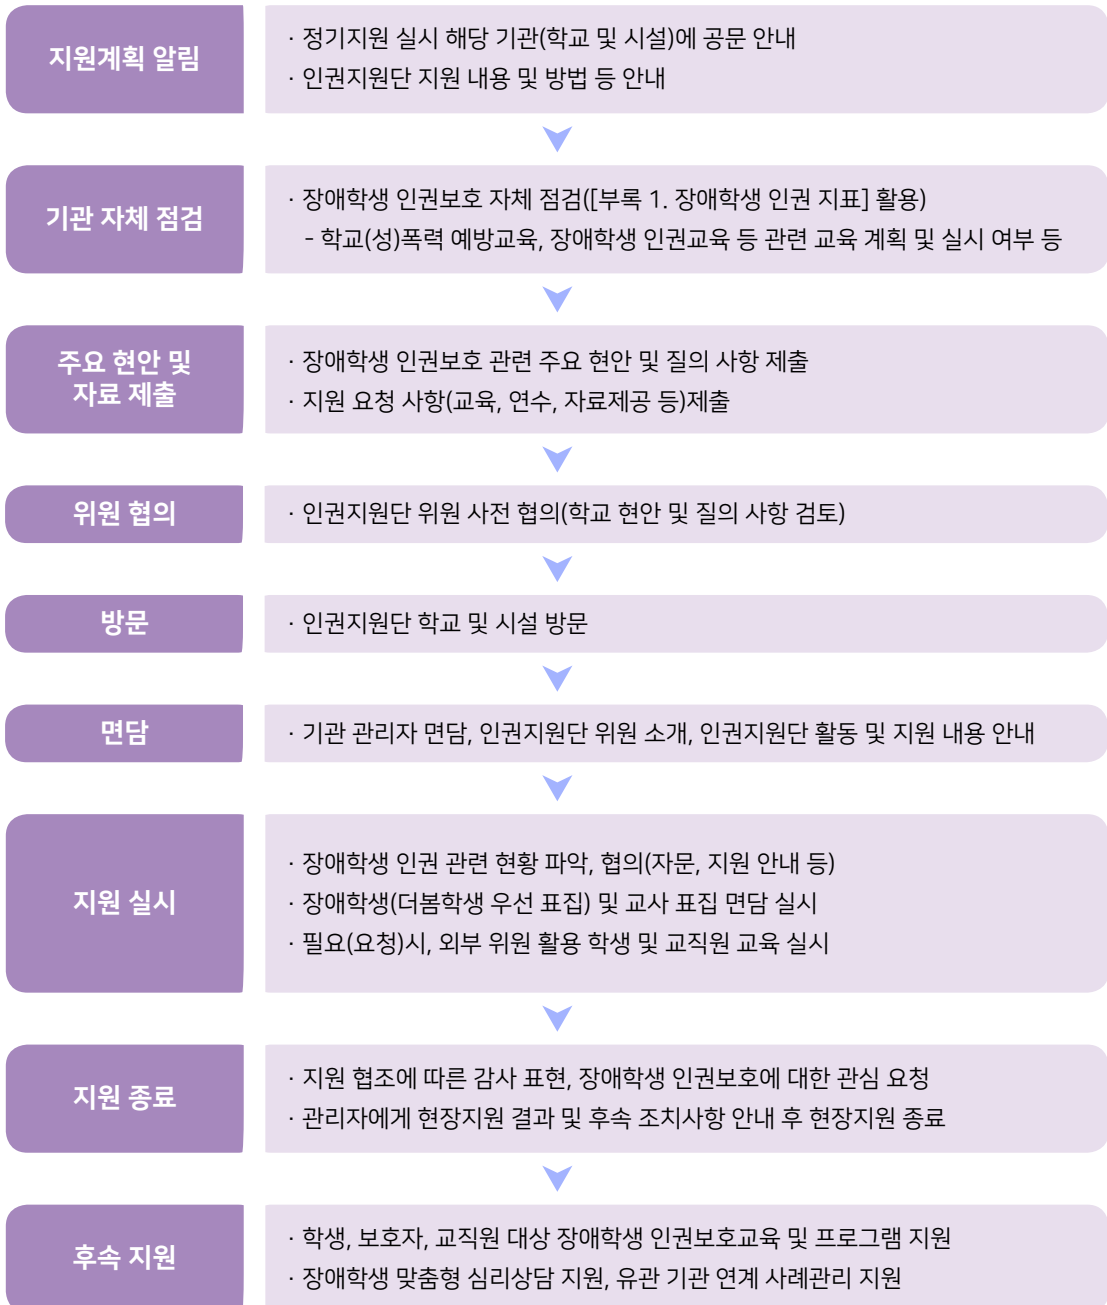 지원계획 알림
· 정기지원 실시 해당 기관(학교 및 시설)에 공문 안내
· 인권지원단 지원 내용 및 방법 등 안내
기관 자체 점검
· 장애학생 인권보호 자체 점검([부록 1. 장애학생 인권 지표] 활용)
- 학교(성)폭력 예방교육, 장애학생 인권교육 등 관련 교육 계획 및 실시 여부 등
주요 현안 및
자료 제출
· 장애학생 인권보호 관련 주요 현안 및 질의 사항 제출
· 지원 요청 사항(교육, 연수, 자료제공 등)제출
위원 협의
· 인권지원단 위원 사전 협의(학교 현안 및 질의 사항 검토)
방문
· 인권지원단 학교 및 시설 방문
면담
· 기관 관리자 면담, 인권지원단 위원 소개, 인권지원단 활동 및 지원 내용 안내
지원 실시
· 장애학생 인권 관련 현황 파악, 협의(자문, 지원 안내 등)
· 장애학생(더봄학생 우선 표집) 및 교사 표집 면담 실시
· 필요(요청)시, 외부 위원 활용 학생 및 교직원 교육 실시
지원 종료
· 지원 협조에 따른 감사 표현, 장애학생 인권보호에 대한 관심 요청
· 관리자에게 현장지원 결과 및 후속 조치사항 안내 후 현장지원 종료
후속 지원
· 학생, 보호자, 교직원 대상 장애학생 인권보호교육 및 프로그램 지원
· 장애학생 맞춤형 심리상담 지원, 유관 기관 연계 사례관리 지원